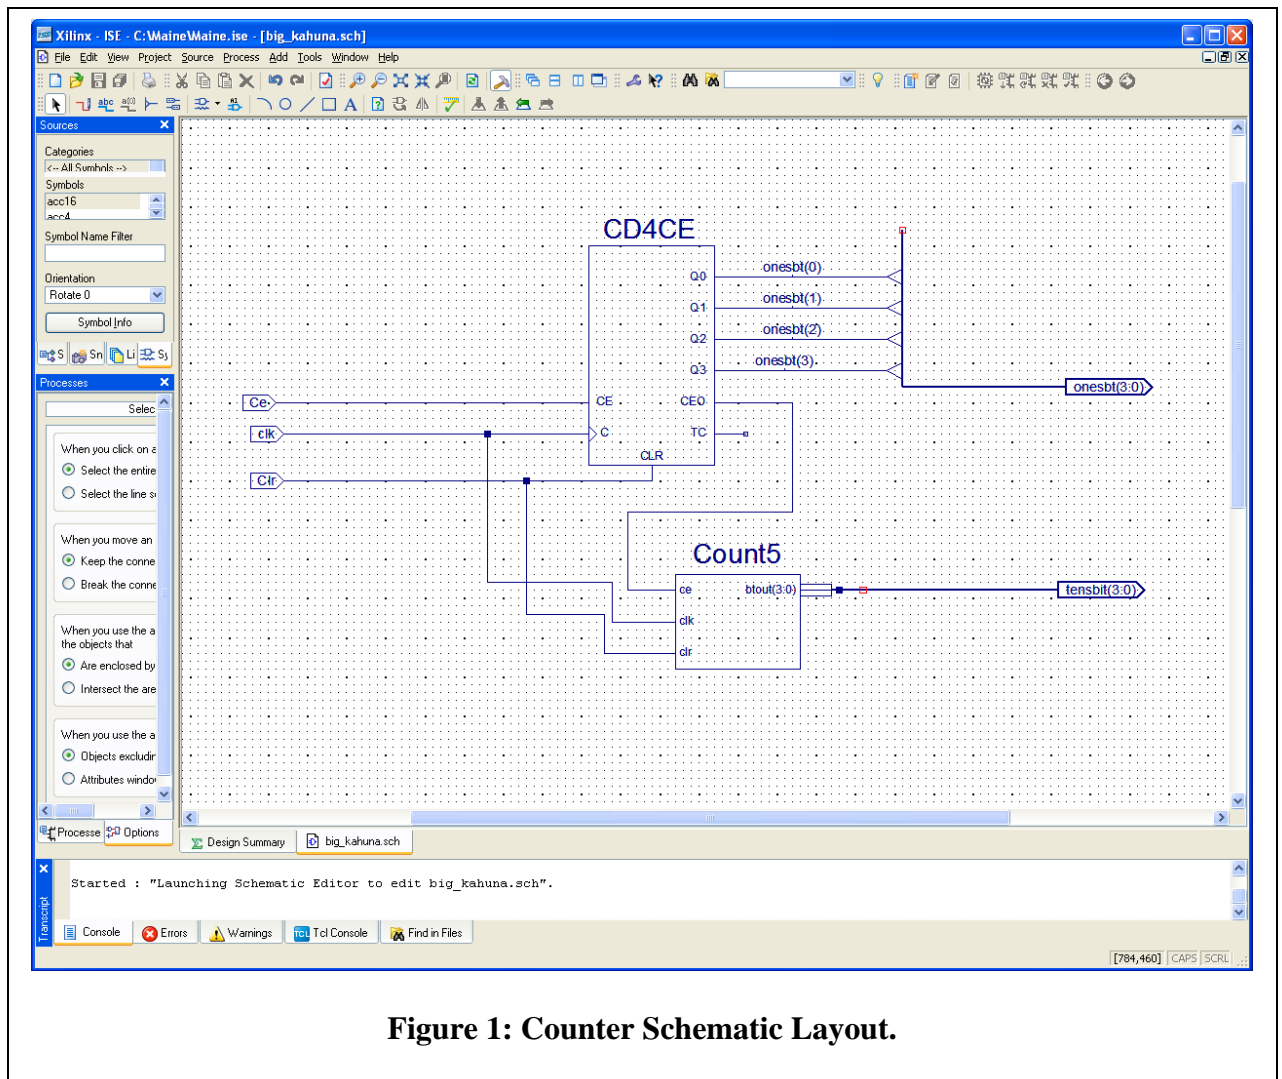 Xilinx - ISE - C:\Maine\Maine.ise - [big_kahuna.sch]
File Edit View Project Source Process Add Tools Window Help
Sources
Categories
<-- All Symbols -->
Symbols
acc16
acc4
Symbol Name Filter
Orientation
Rotate 0
Symbol Info
S Sn Li Sy
Processes
Selec
When you click on a
Select the entire
Select the line s
When you move an
Keep the conne
Break the conne
When you use the a
the objects that
Are enclosed by
Intersect the are
When you use the a
Objects excludin
Attributes window
Processe Options
CD4CE
Q0 onesbt(0)
Q1 onesbt(1)
Q2 onesbt(2)
Q3 onesbt(3)
onesbt(3:0)
Ce CE CEO
clk C TC
CLR
Clr
Count5
ce btout(3:0) tensbit(3:0)
clk
clr
Design Summary big_kahuna.sch
Transcript
Started : "Launching Schematic Editor to edit big_kahuna.sch".
Console Errors Warnings Tcl Console Find in Files
[784,460] CAPS SCRL
Figure 1: Counter Schematic Layout.